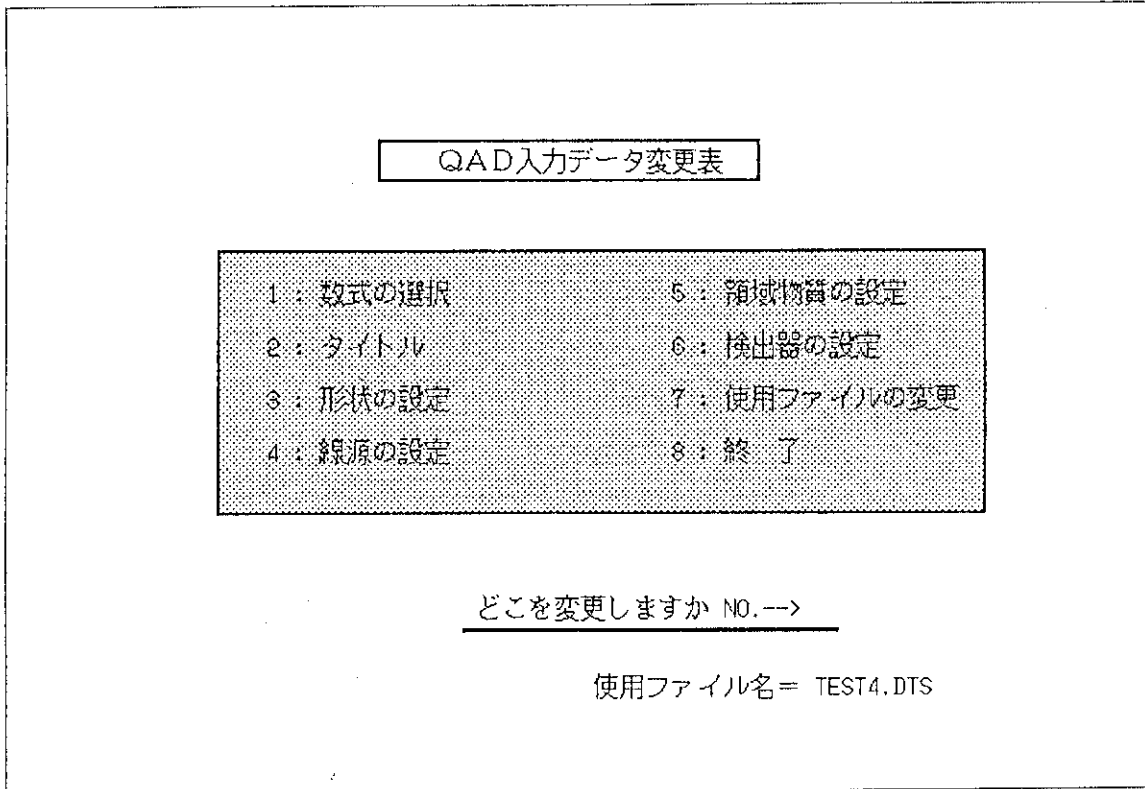 QAD入力データ変更表
1 : 数式の選択
2 : タイトル
3 : 形状の設定
4 : 線源の設定
5 : 領域物質の設定
6 : 検出器の設定
7 : 使用ファイルの変更
8 : 終 了
どこを変更しますか NO.-->
使用ファイル名= TEST4.DTS